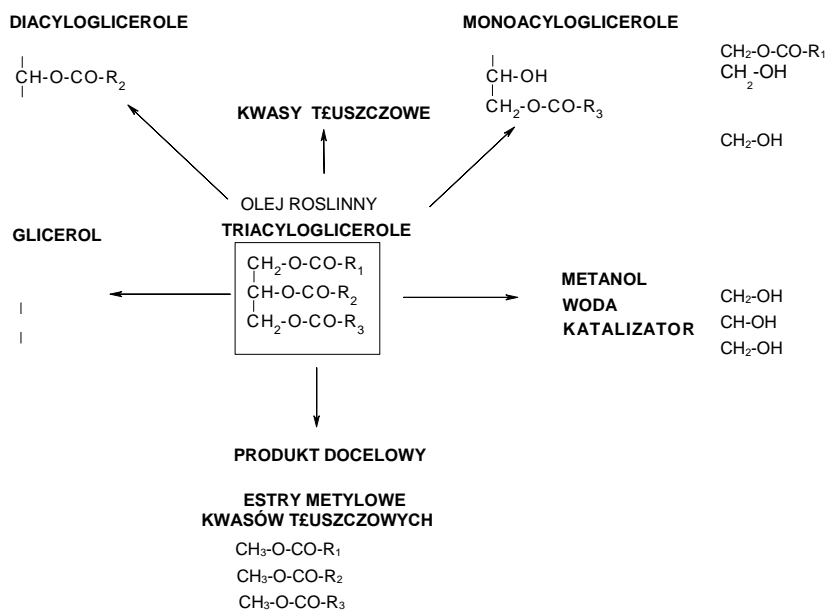 DIACYLOGLICEROLE
CH-O-CO-R₂
MONOACYLOGLICEROLE
CH-OH
CH₂-O-CO-R₃
CH₂-O-CO-R₁
CH₂-OH
CH₂-OH
KWASY T£USZCZOWE
OLEJ ROSLINNY
TRIACYLOGLICEROLE
CH₂-O-CO-R₁
CH-O-CO-R₂
CH₂-O-CO-R₃
GLICEROL
METANOL
WODA
KATALIZATOR
CH₂-OH
CH-OH
CH₂-OH
PRODUKT DOCELOWY
ESTRY METYLOWE
KWASÓW T£USZCZOWYCH
CH₃-O-CO-R₁
CH₃-O-CO-R₂
CH₃-O-CO-R₃